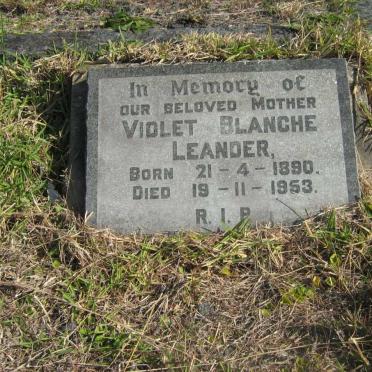 In Memory of
our beloved Mother
Violet Blanche
Leander,
Born 21-4-1890.
Died 19-11-1953.
R.I.P.